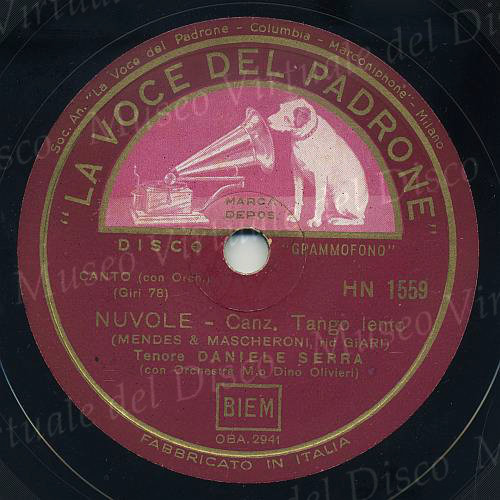 Soc. An. "La Voce del Padrone - Columbia - Marconiphone" - Milano
"LA VOCE DEL PADRONE"
MARCA
DEPOS.
DISCO "GRAMMOFONO"
CANTO (con Orch.)
(Giri 78)
HN 1559
NUVOLE - Canz. Tango lento
(MENDES & MASCHERONI, rid GIARI)
Tenore DANIELE SERRA
(con Orchestra M.o Dino Olivieri)
BIEM
OBA. 2941
FABBRICATO IN ITALIA
Museo Virtuale del Disco